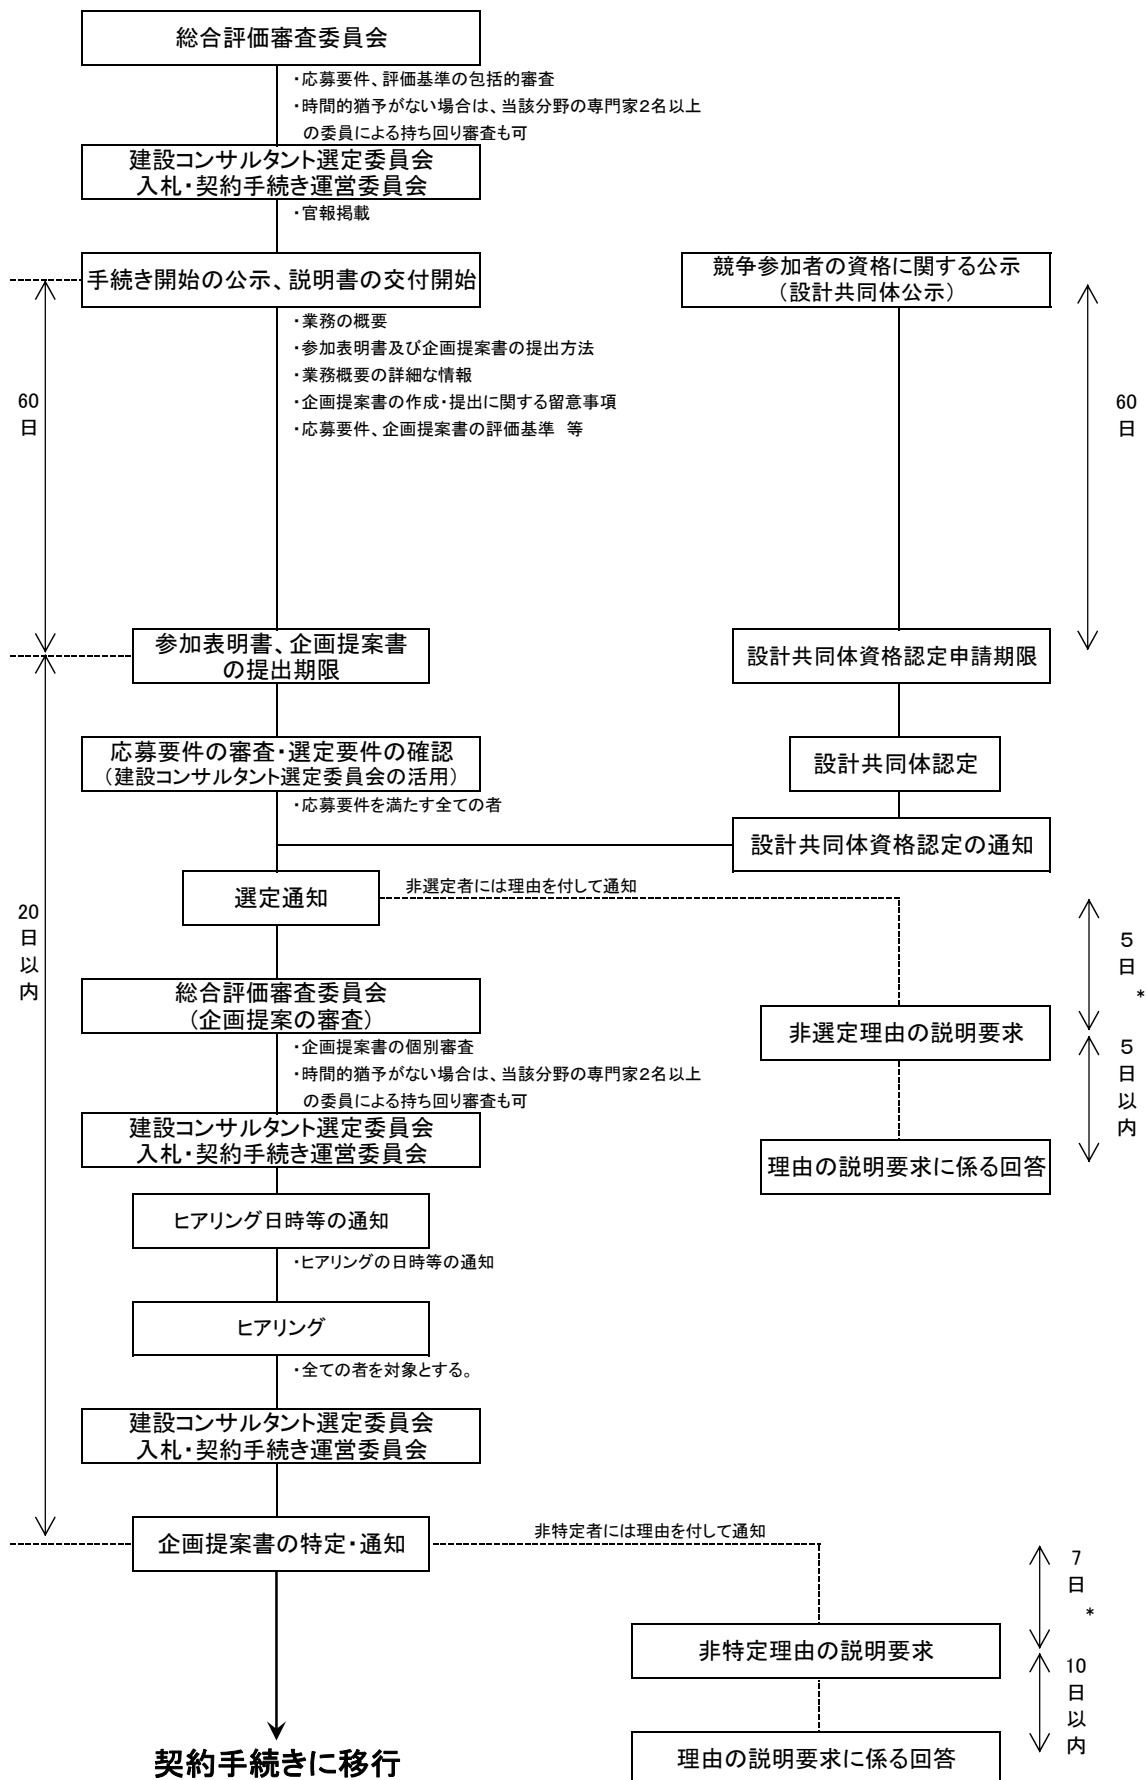 総合評価審査委員会
・応募要件、評価基準の包括的審査
・時間的猶予がない場合は、当該分野の専門家2名以上
の委員による持ち回り審査も可
建設コンサルタント選定委員会
入札・契約手続き運営委員会
・官報掲載
手続き開始の公示、説明書の交付開始
競争参加者の資格に関する公示
（設計共同体公示）
・業務の概要
・参加表明書及び企画提案書の提出方法
・業務概要の詳細な情報
・企画提案書の作成・提出に関する留意事項
・応募要件、企画提案書の評価基準　等
60日
60日
参加表明書、企画提案書
の提出期限
設計共同体資格認定申請期限
応募要件の審査・選定要件の確認
（建設コンサルタント選定委員会の活用）
・応募要件を満たす全ての者
設計共同体認定
設計共同体資格認定の通知
選定通知
非選定者には理由を付して通知
20日以内
5日*
総合評価審査委員会
（企画提案の審査）
・企画提案書の個別審査
・時間的猶予がない場合は、当該分野の専門家2名以上
の委員による持ち回り審査も可
非選定理由の説明要求
5日以内
建設コンサルタント選定委員会
入札・契約手続き運営委員会
理由の説明要求に係る回答
ヒアリング日時等の通知
・ヒアリングの日時等の通知
ヒアリング
・全ての者を対象とする。
建設コンサルタント選定委員会
入札・契約手続き運営委員会
企画提案書の特定・通知
非特定者には理由を付して通知
7日*
非特定理由の説明要求
10日以内
契約手続きに移行
理由の説明要求に係る回答